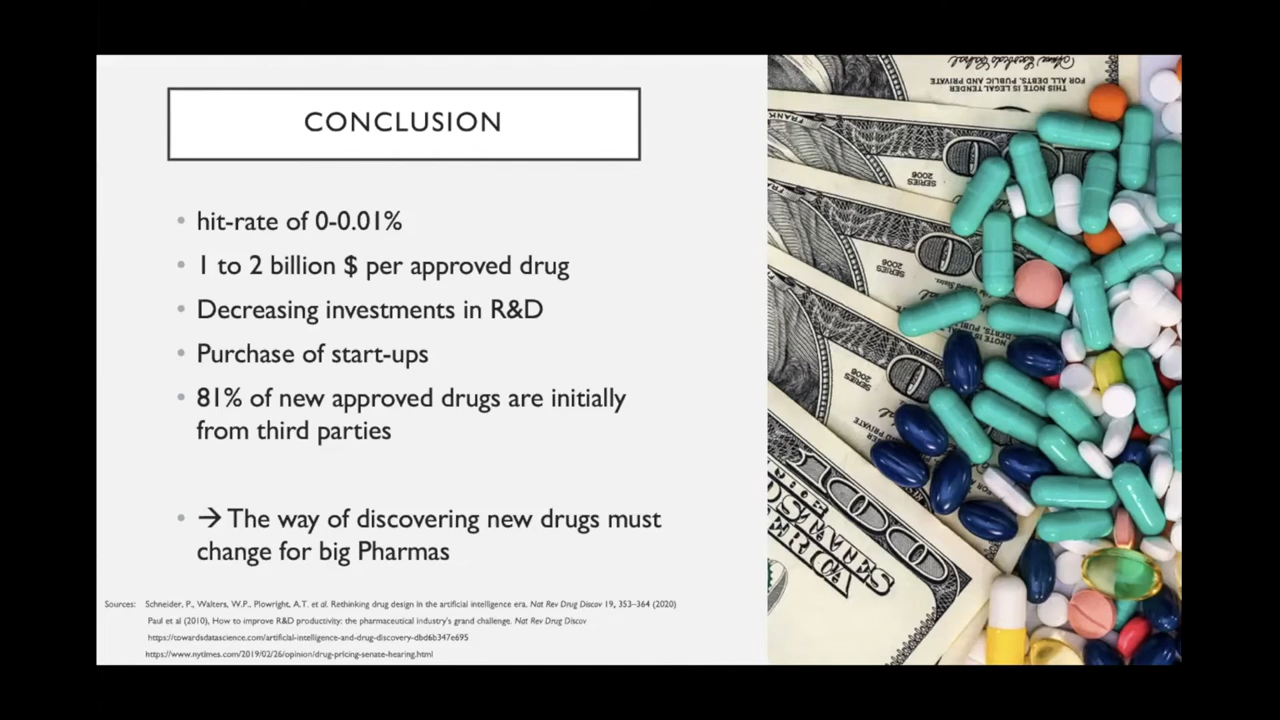 CONCLUSION
• hit-rate of 0-0.01%
• 1 to 2 billion $ per approved drug
• Decreasing investments in R&D
• Purchase of start-ups
• 81% of new approved drugs are initially
from third parties
• → The way of discovering new drugs must
change for big Pharmas
Sources: Schneider, P., Walters, W.P., Plowright, A.T. et al. Rethinking drug design in the artificial intelligence era. Nat Rev Drug Discov 19, 353–364 (2020)
Paul et al (2010), How to improve R&D productivity: the pharmaceutical industry's grand challenge. Nat Rev Drug Discov
https://towardsdatascience.com/artificial-intelligence-and-drug-discovery-dbd6b347e695
https://www.nytimes.com/2019/02/26/opinion/drug-pricing-senate-hearing.html
THIS NOTE IS LEGAL TENDER
FOR ALL DEBTS, PUBLIC AND PRIVATE
FRANK
SERIES
2006
SERIES
2006
SERIES
2006
100